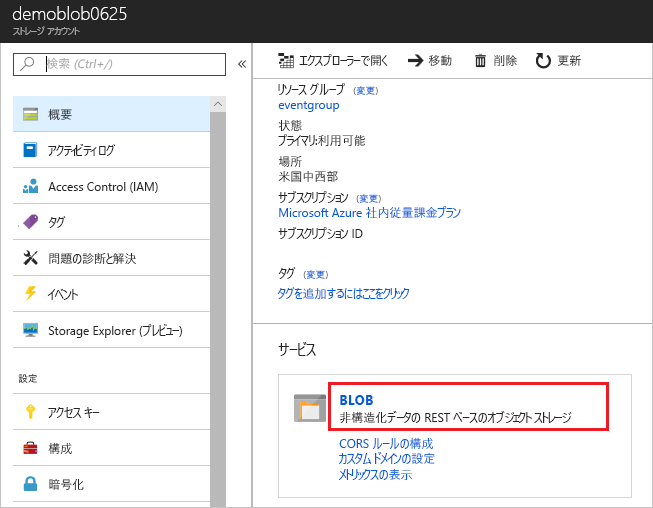 demoblob0625
ストレージ アカウント
検索 (Ctrl+/)
概要
アクティビティログ
Access Control (IAM)
タグ
問題の診断と解決
イベント
Storage Explorer (プレビュー)
設定
アクセス キー
構成
暗号化
エクスプローラーで開く 移動 削除 更新
リソース グループ (変更)
eventgroup
状態
プライマリ:利用可能
場所
米国中西部
サブスクリプション (変更)
Microsoft Azure 社内従量課金プラン
サブスクリプション ID
タグ (変更)
タグを追加するにはここをクリック
サービス
BLOB
非構造化データの REST ベースのオブジェクト ストレージ
CORS ルールの構成
カスタム ドメインの設定
メトリックスの表示